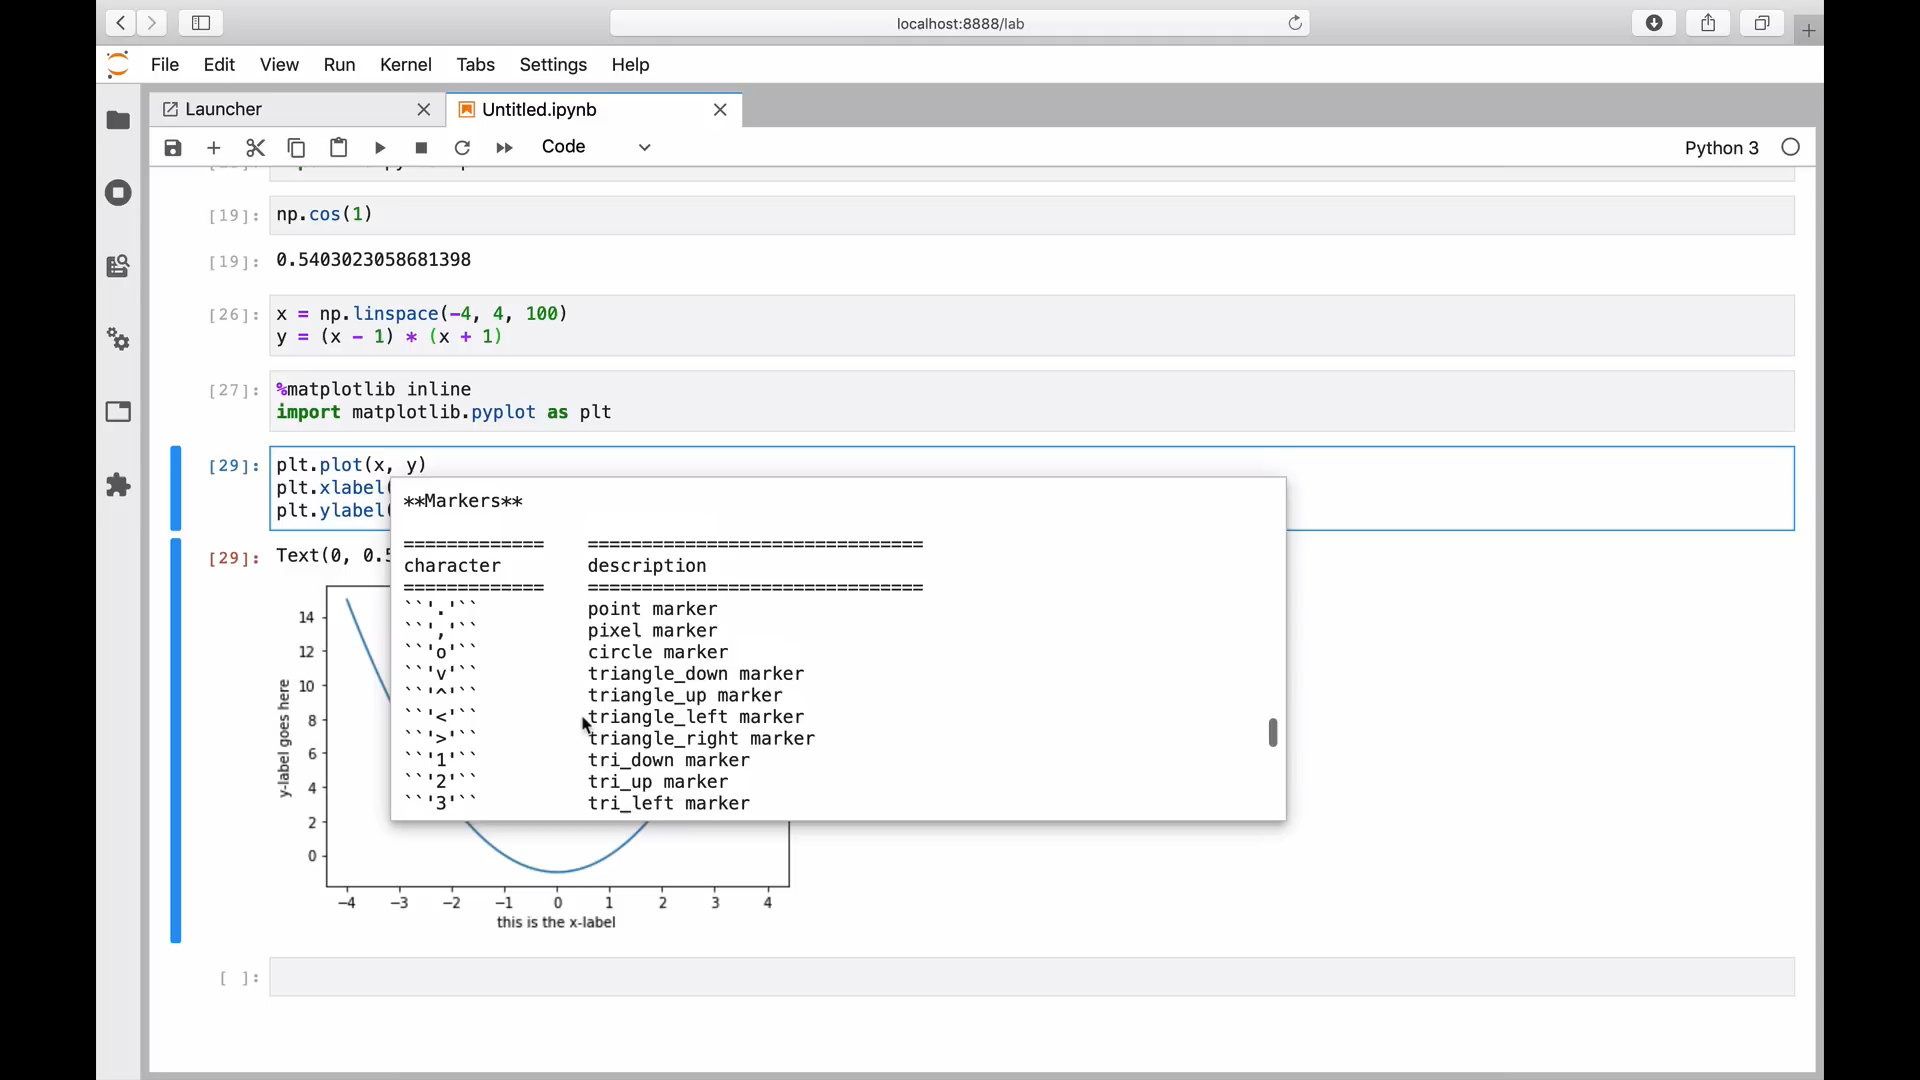 localhost:8888/lab
File Edit View Run Kernel Tabs Settings Help
Launcher
Untitled.ipynb
Code
Python 3
[19]: np.cos(1)
[19]: 0.5403023058681398
[26]: x = np.linspace(-4, 4, 100)
y = (x - 1) * (x + 1)
[27]: %matplotlib inline
import matplotlib.pyplot as plt
[29]: plt.plot(x, y)
plt.xlabel(
plt.ylabel(
**Markers**
============= ===============================
character description
============= ===============================
``'.'`` point marker
``','`` pixel marker
``'o'`` circle marker
``'v'`` triangle_down marker
``'^'`` triangle_up marker
``'<'`` triangle_left marker
``'>'`` triangle_right marker
``'1'`` tri_down marker
``'2'`` tri_up marker
``'3'`` tri_left marker
[29]: Text(0, 0.5
14
12
10
8
6
4
2
0
y-label goes here
−4 −3 −2 −1 0 1 2 3 4
this is the x-label
[ ]: